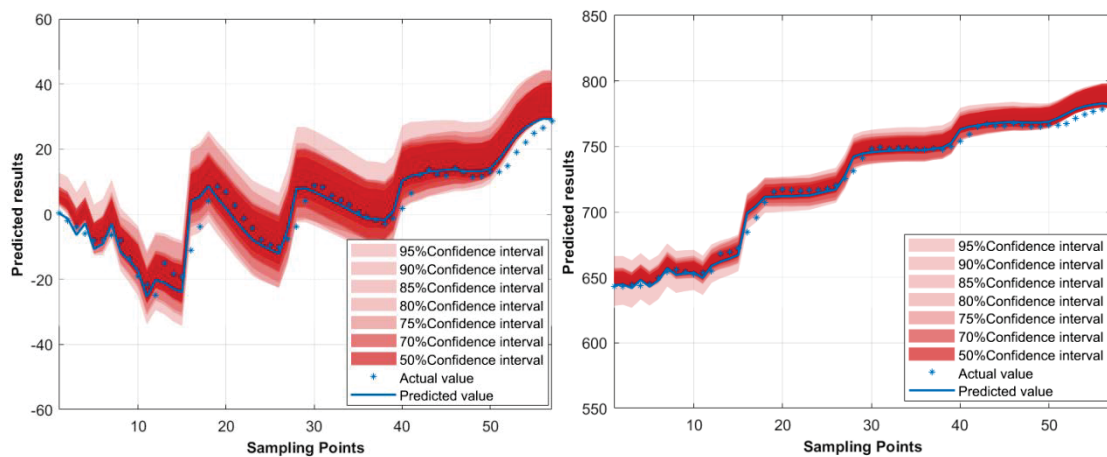 60
40
20
0
-20
-40
-60
Predicted results
10
20
30
40
50
Sampling Points
95%Confidence interval
90%Confidence interval
85%Confidence interval
80%Confidence interval
75%Confidence interval
70%Confidence interval
50%Confidence interval
Actual value
Predicted value
850
800
750
700
650
600
550
Predicted results
10
20
30
40
50
Sampling Points
95%Confidence interval
90%Confidence interval
85%Confidence interval
80%Confidence interval
75%Confidence interval
70%Confidence interval
50%Confidence interval
Actual value
Predicted value